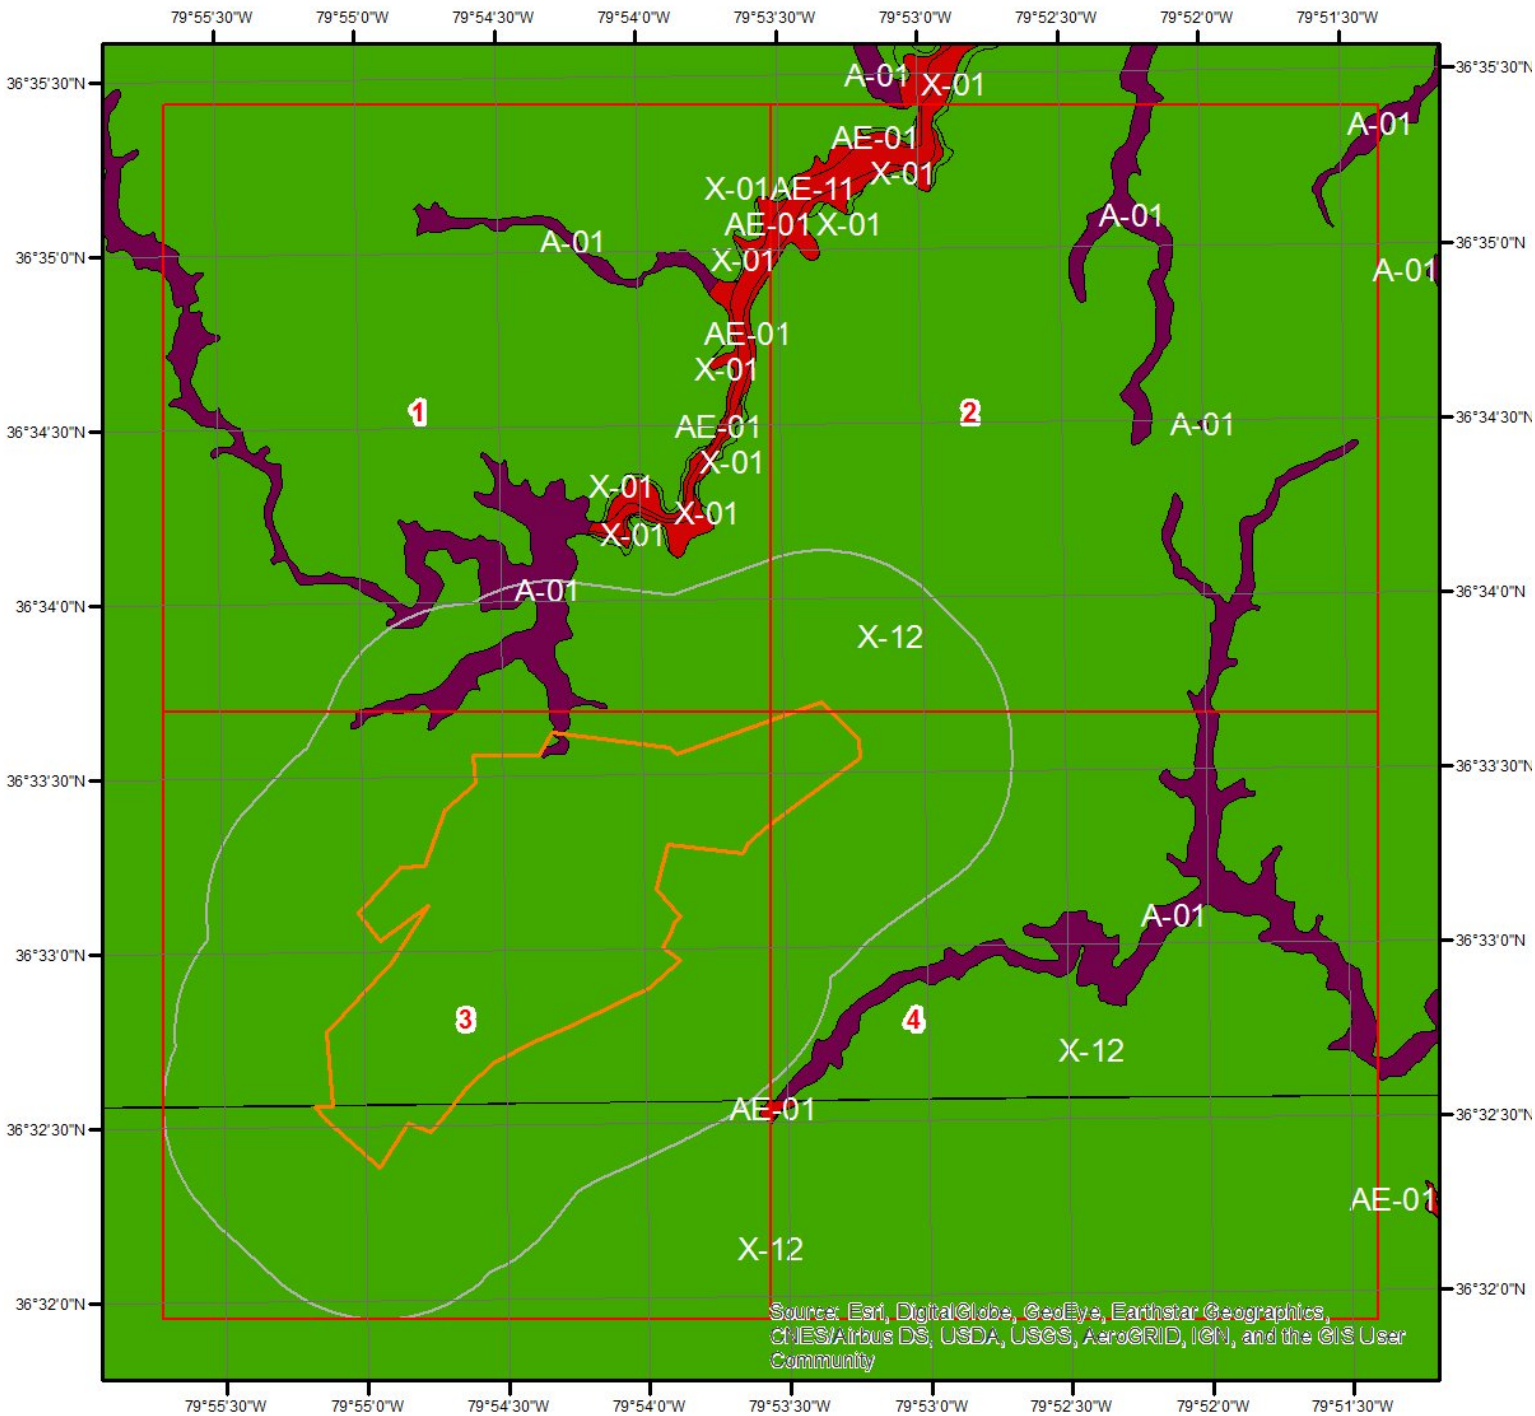 79°55'30"W 79°55'0"W 79°54'30"W 79°54'0"W 79°53'30"W 79°53'0"W 79°52'30"W 79°52'0"W 79°51'30"W
A-01
X-01
36°35'30"N
36°35'30"N
A-01
AE-01
X-01
X-01
AE-11
A-01
AE-01
X-01
A-01
36°35'0"N
36°35'0"N
X-01
A-01
AE-01
X-01
1
2
AE-01
A-01
36°34'30"N
36°34'30"N
X-01
X-01
X-01
X-01
A-01
36°34'0"N
36°34'0"N
X-12
36°33'30"N
36°33'30"N
A-01
36°33'0"N
36°33'0"N
3
4
X-12
AE-01
36°32'30"N
36°32'30"N
AE-01
X-12
36°32'0"N
36°32'0"N
Source: Esri, DigitalGlobe, GeoEye, Earthstar Geographics,
CNES/Airbus DS, USDA, USGS, AeroGRID, IGN, and the GIS User
Community
79°55'30"W 79°55'0"W 79°54'30"W 79°54'0"W 79°53'30"W 79°53'0"W 79°52'30"W 79°52'0"W 79°51'30"W